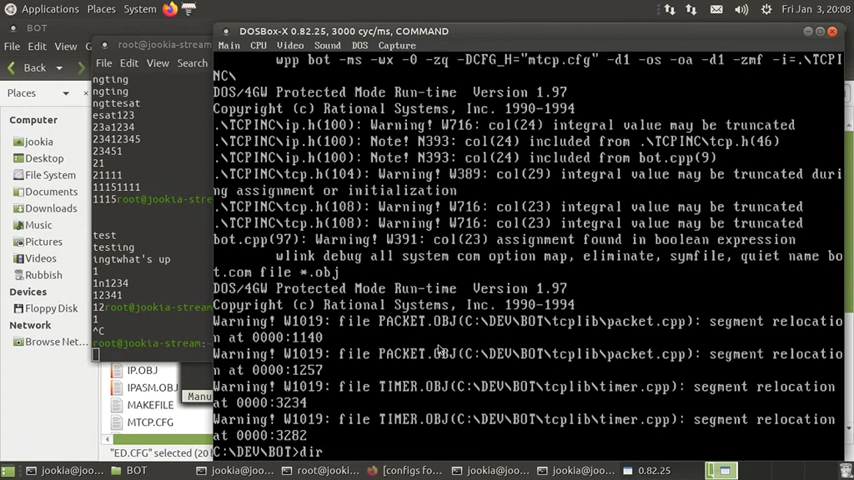 Applications Places System
Fri Jan 3, 20:08
BOT
File Edit View
Back
Places
Computer
jookia
Desktop
File System
Documents
Downloads
Music
Pictures
Videos
Rubbish
Devices
Floppy Disk
Network
Browse Net...
root@jookia-stream
File Edit View Search
ngting
ngting
ngttesat
esat123
23a1234
23412345
23451
21
21111
11151111
1115root@jookia-stre
test
testing
ingtwhat's up
1
1n1234
12341
12root@jookia-stream
1
^C
root@jookia-stream:
IP.OBJ
IPASM.OBJ
MAKEFILE
MTCP.CFG
"ED.CFG" (20
Manu
DOSBox-X 0.82.25, 3000 cyc/ms, COMMAND
Main CPU Video Sound DOS Capture
wpp bot -ms -wx -0 -zq -DCFG_H="mtcp.cfg" -d1 -os -oa -d1 -zmf -i=.\TCPI
NC\
DOS/4GW Protected Mode Run-time Version 1.97
Copyright (c) Rational Systems, Inc. 1990-1994
.\TCPINC\ip.h(100): Warning! W716: col(24) integral value may be truncated
.\TCPINC\ip.h(100): Note! N393: col(24) included from .\TCPINC\tcp.h(46)
.\TCPINC\ip.h(100): Note! N393: col(24) included from bot.cpp(9)
.\TCPINC\tcp.h(104): Warning! W389: col(29) integral value may be truncated duri
ng assignment or initialization
.\TCPINC\tcp.h(108): Warning! W716: col(23) integral value may be truncated
.\TCPINC\tcp.h(108): Warning! W716: col(23) integral value may be truncated
bot.cpp(97): Warning! W391: col(23) assignment found in boolean expression
wlink debug all system com option map, eliminate, symfile, quiet name bo
t.com file *.obj
DOS/4GW Protected Mode Run-time Version 1.97
Copyright (c) Rational Systems, Inc. 1990-1994
Warning! W1019: file PACKET.OBJ(C:\DEV\BOT\tcplib\packet.cpp): segment relocatio
n at 0000:1140
Warning! W1019: file PACKET.OBJ(C:\DEV\BOT\tcplib\packet.cpp): segment relocatio
n at 0000:1257
Warning! W1019: file TIMER.OBJ(C:\DEV\BOT\tcplib\timer.cpp): segment relocation
at 0000:3234
Warning! W1019: file TIMER.OBJ(C:\DEV\BOT\tcplib\timer.cpp): segment relocation
at 0000:3282
C:\DEV\BOT>dir
jookia@joo...
BOT
jookia@joo...
root@jooki...
[configs fo...
jookia@joo...
jookia@joo...
0.82.25